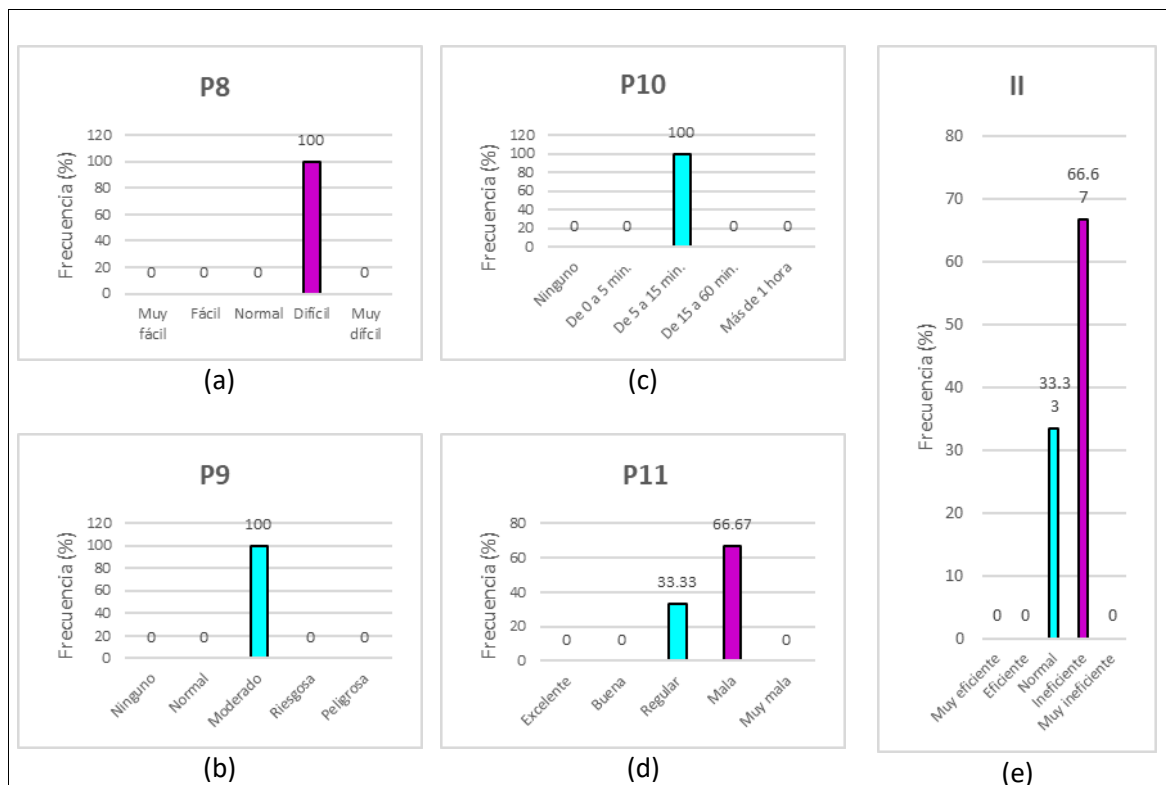 P8
Frecuencia (%)
120
100
80
60
40
20
0
0
0
0
100
0
Muy fácil
Fácil
Normal
Difícil
Muy dífcil
(a)
P10
Frecuencia (%)
120
100
80
60
40
20
0
0
0
100
0
0
Ninguno
De 0 a 5 min.
De 5 a 15 min.
De 15 a 60 min.
Más de 1 hora
(c)
P9
Frecuencia (%)
120
100
80
60
40
20
0
0
0
100
0
0
Ninguno
Normal
Moderado
Riesgosa
Peligrosa
(b)
P11
Frecuencia (%)
80
60
40
20
0
0
0
33.33
66.67
0
Excelente
Buena
Regular
Mala
Muy mala
(d)
II
Frecuencia (%)
80
70
60
50
40
30
20
10
0
0
0
33.3
3
66.6
7
0
Muy eficiente
Eficiente
Normal
Ineficiente
Muy ineficiente
(e)